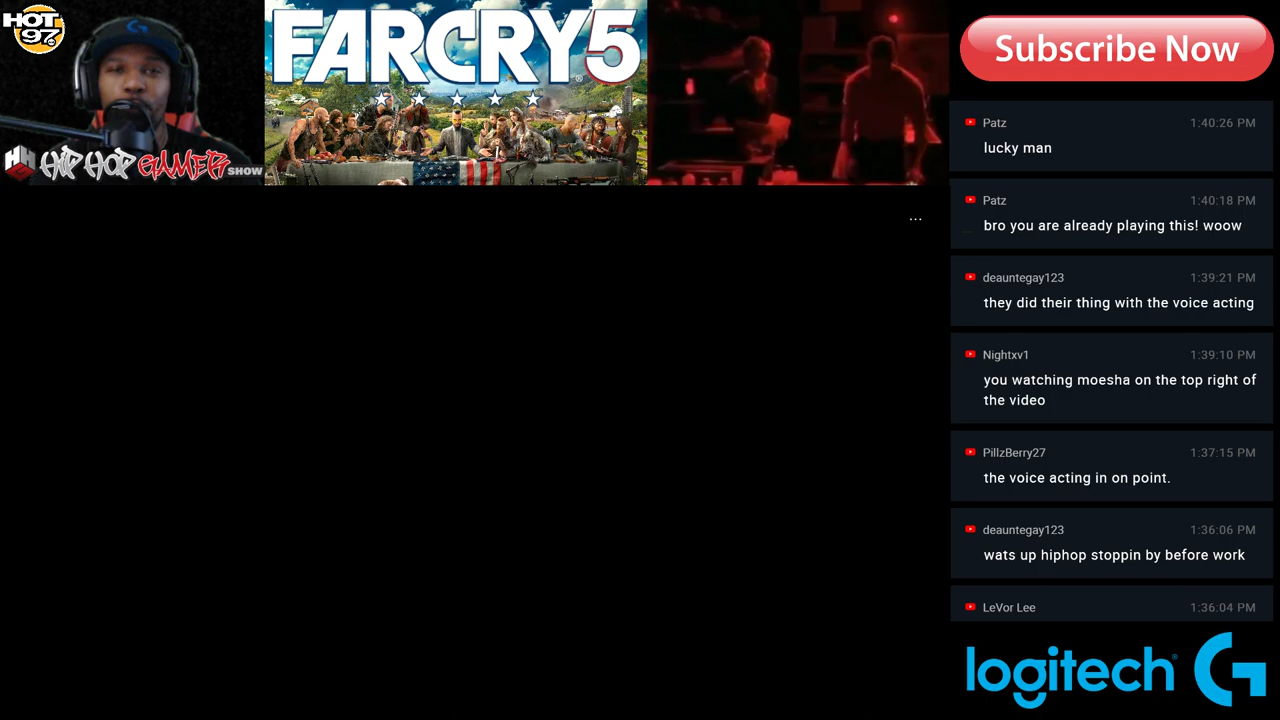 HOT
97
HIP HOP GAMER SHOW
FARCRY5
...
Subscribe Now
Patz 1:40:26 PM
lucky man
Patz 1:40:18 PM
bro you are already playing this! woow
deauntegay123 1:39:21 PM
they did their thing with the voice acting
Nightxv1 1:39:10 PM
you watching moesha on the top right of
the video
PillzBerry27 1:37:15 PM
the voice acting in on point.
deauntegay123 1:36:06 PM
wats up hiphop stoppin by before work
LeVor Lee 1:36:04 PM
logitech G